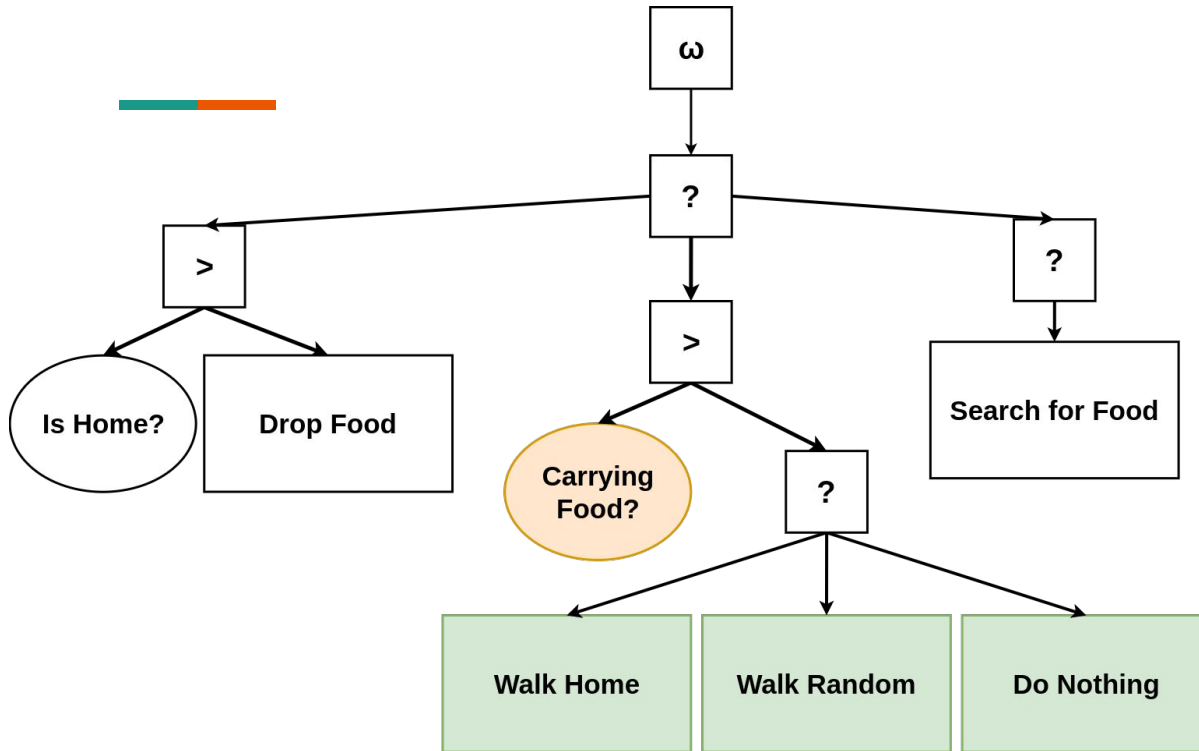 ω
?
>
?
>
Is Home?
Drop Food
Search for Food
Carrying
Food?
?
Walk Home
Walk Random
Do Nothing